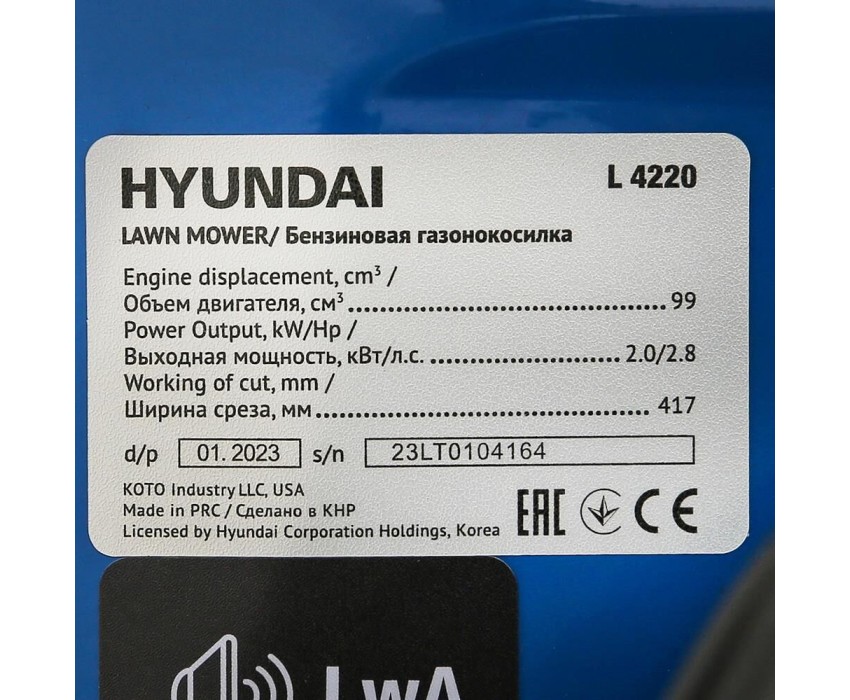 HYUNDAI L 4220
LAWN MOWER/ Бензиновая газонокосилка
Engine displacement, cm³ /
Объем двигателя, см³ 99
Power Output, kW/Hp /
Выходная мощность, кВт/л.с. 2.0/2.8
Working of cut, mm /
Ширина среза, мм 417
d/p 01.2023 s/n 23LT0104164
KOTO Industry LLC, USA
Made in PRC / Сделано в КНР
Licensed by Hyundai Corporation Holdings, Korea
EAC CE
LwA